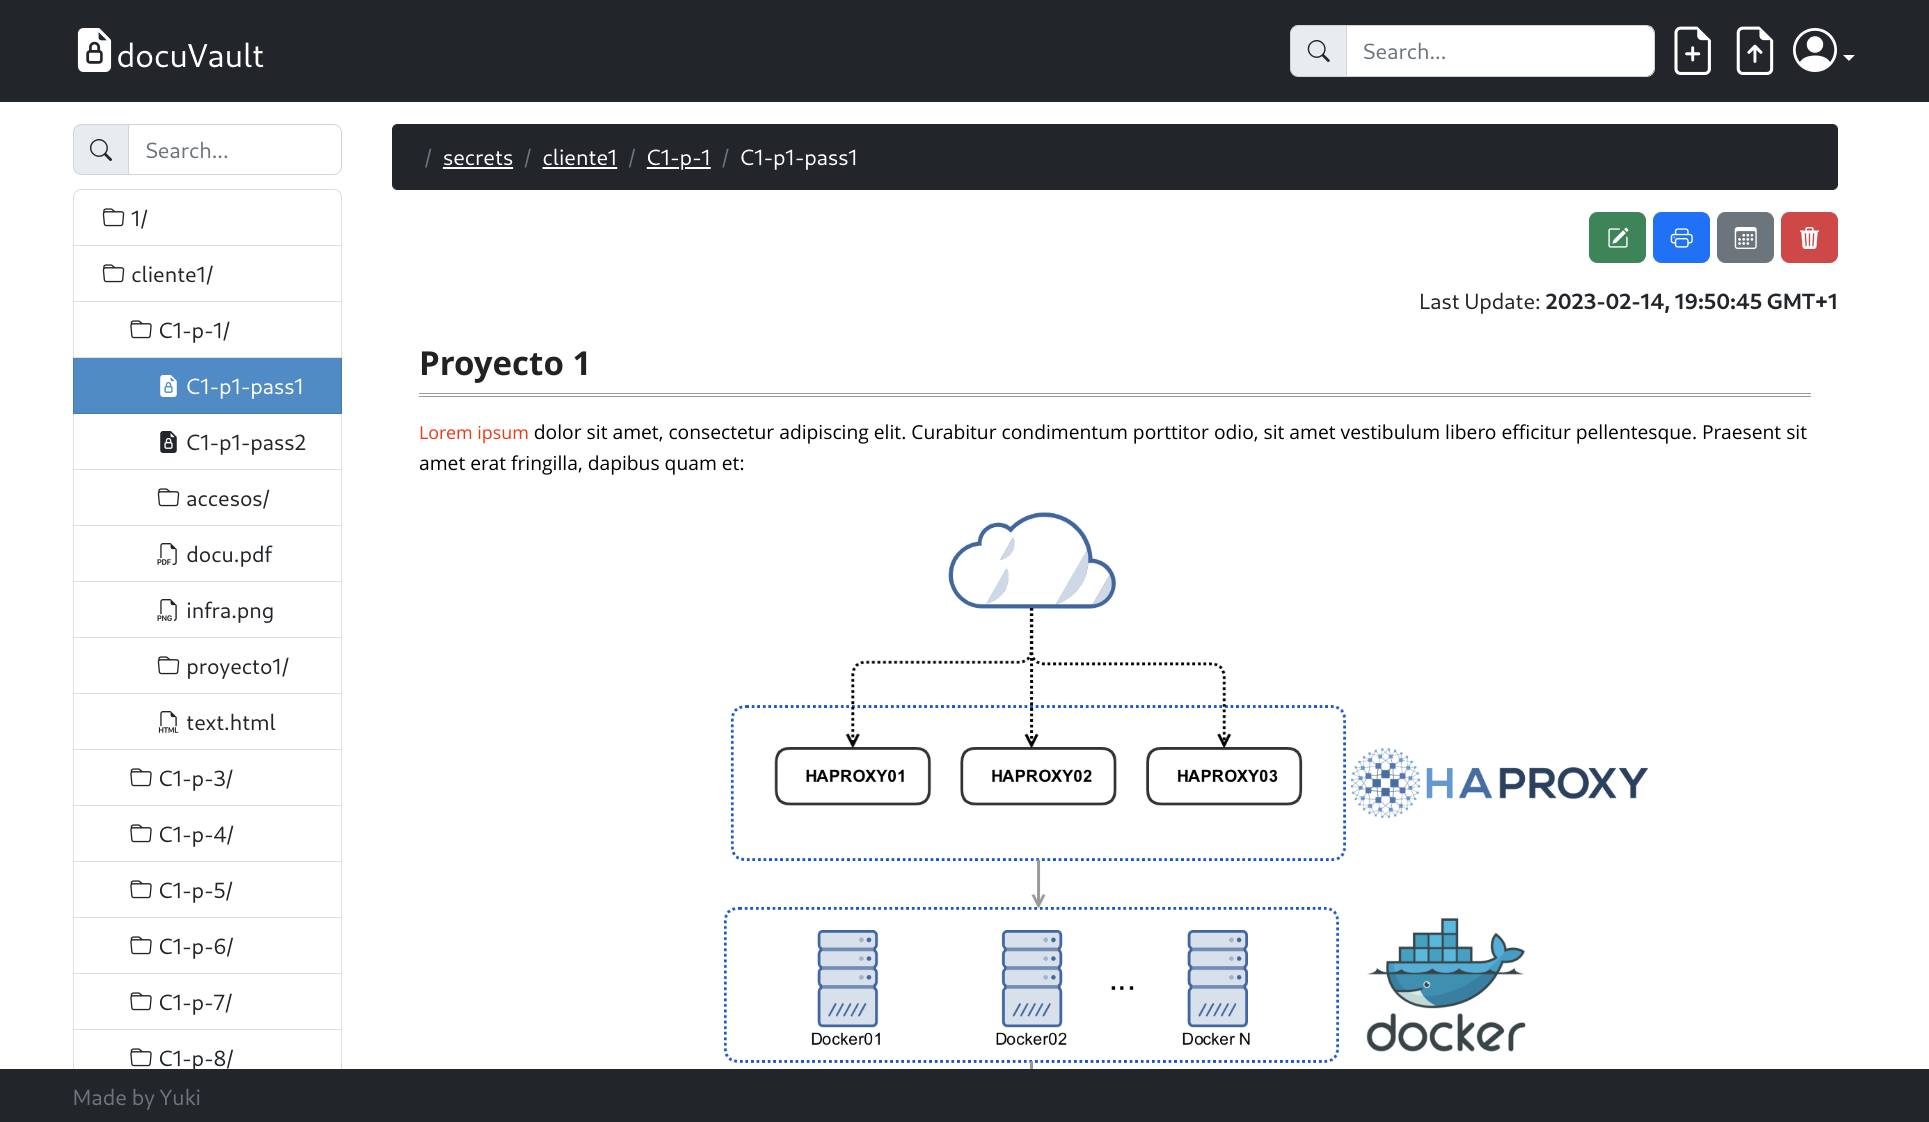 docuVault
Search...
Search...
1/
cliente1/
C1-p-1/
C1-p1-pass1
C1-p1-pass2
accesos/
PDF docu.pdf
PNG infra.png
proyecto1/
HTML text.html
C1-p-3/
C1-p-4/
C1-p-5/
C1-p-6/
C1-p-7/
C1-p-8/
/ secrets / cliente1 / C1-p-1 / C1-p1-pass1
Last Update: 2023-02-14, 19:50:45 GMT+1
Proyecto 1
Lorem ipsum dolor sit amet, consectetur adipiscing elit. Curabitur condimentum porttitor odio, sit amet vestibulum libero efficitur pellentesque. Praesent sit
amet erat fringilla, dapibus quam et:
HAPROXY01 HAPROXY02 HAPROXY03
HAPROXY
...
Docker01 Docker02 Docker N
docker
Made by Yuki